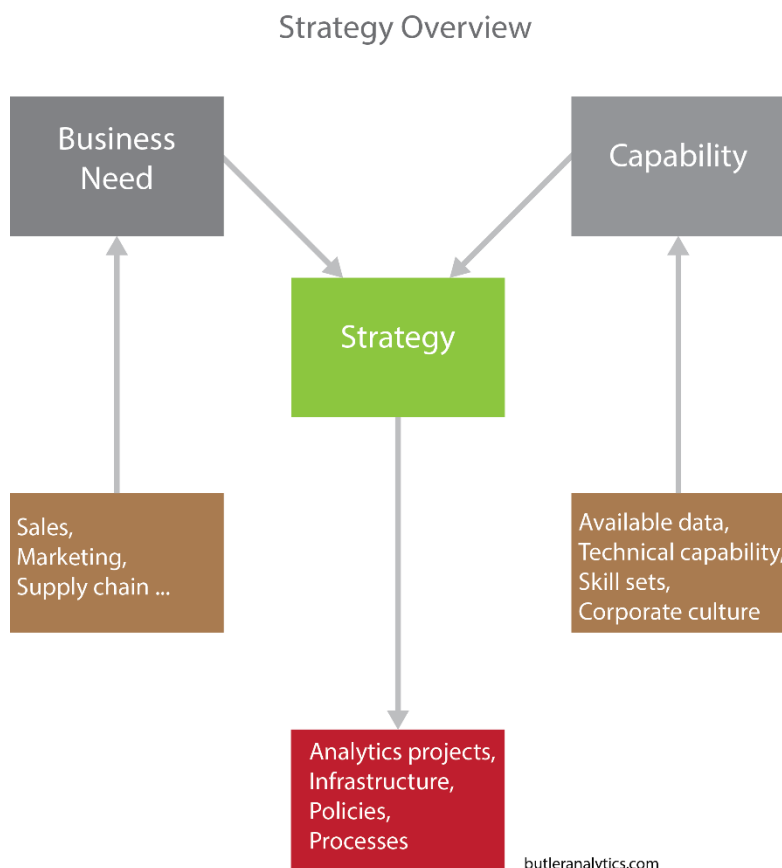 Strategy Overview
Business
Need
Capability
Strategy
Sales,
Marketing,
Supply chain ...
Available data,
Technical capability,
Skill sets,
Corporate culture
Analytics projects,
Infrastructure,
Policies,
Processes
butleranalytics.com